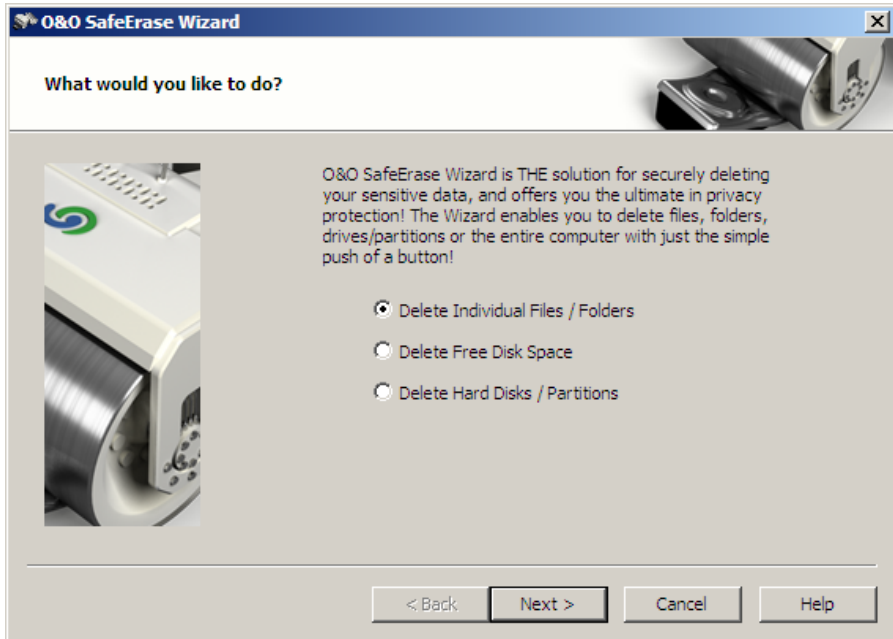 O&O SafeErase Wizard
What would you like to do?
O&O SafeErase Wizard is THE solution for securely deleting
your sensitive data, and offers you the ultimate in privacy
protection! The Wizard enables you to delete files, folders,
drives/partitions or the entire computer with just the simple
push of a button!
Delete Individual Files / Folders
Delete Free Disk Space
Delete Hard Disks / Partitions
< Back Next > Cancel Help